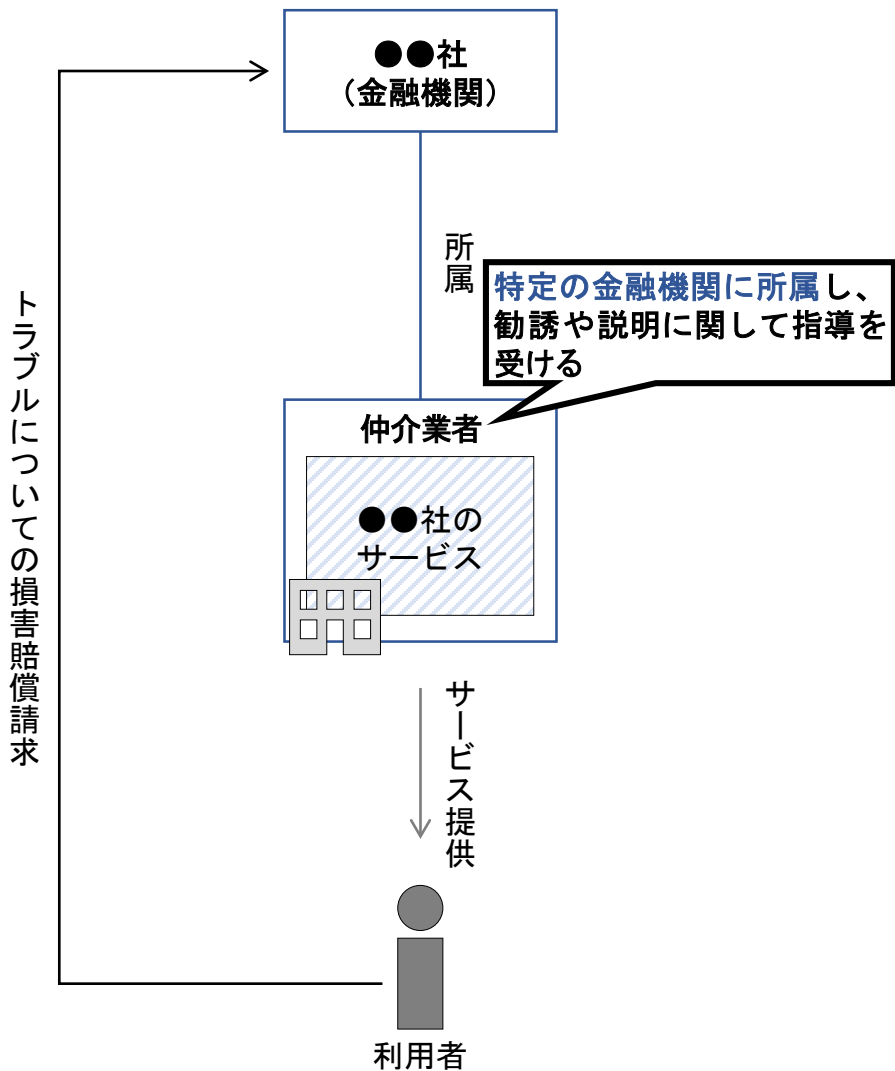 ●●社
（金融機関）
所属
特定の金融機関に所属し、
勧誘や説明に関して指導を
受ける
仲介業者
●●社の
サービス
トラブルについての損害賠償請求
サービス提供
利用者